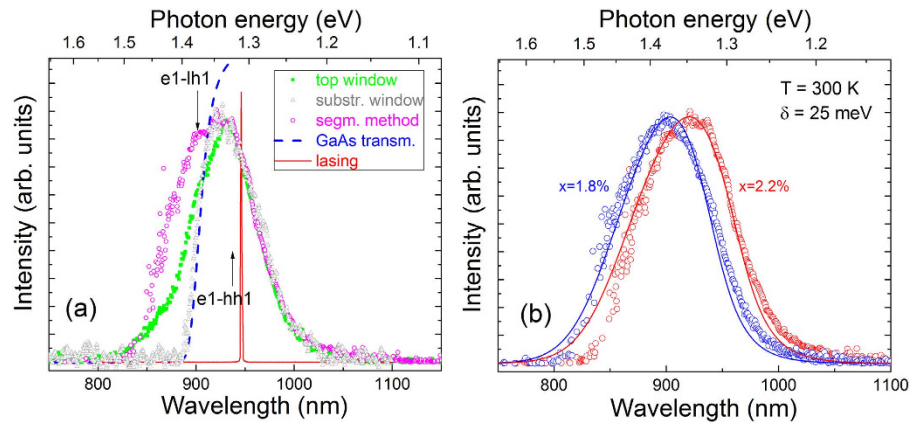 Photon energy (eV)
1.6 1.5 1.4 1.3 1.2 1.1
e1-lh1
top window
substr. window
segm. method
GaAs transm.
lasing
e1-hh1
(a)
Intensity (arb. units)
800 900 1000 1100
Wavelength (nm)
Photon energy (eV)
1.6 1.5 1.4 1.3 1.2
T = 300 K
δ = 25 meV
x=1.8%
x=2.2%
(b)
Intensity (arb. units)
800 900 1000 1100
Wavelength (nm)